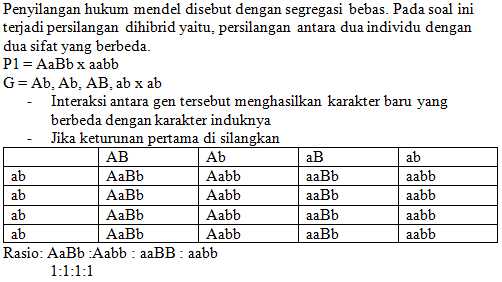 Penyilangan hukum mendel disebut dengan segregasi bebas. Pada soal ini
terjadi persilangan dihibrid yaitu, persilangan antara dua individu dengan
dua sifat yang berbeda.
P1 = AaBb x aabb
G = Ab, Ab, AB, ab x ab
- Interaksi antara gen tersebut menghasilkan karakter baru yang
berbeda dengan karakter induknya
- Jika keturunan pertama di silangkan
AB Ab aB ab
ab AaBb Aabb aaBb aabb
ab AaBb Aabb aaBb aabb
ab AaBb Aabb aaBb aabb
ab AaBb Aabb aaBb aabb
Rasio: AaBb :Aabb : aaBB : aabb
1:1:1:1